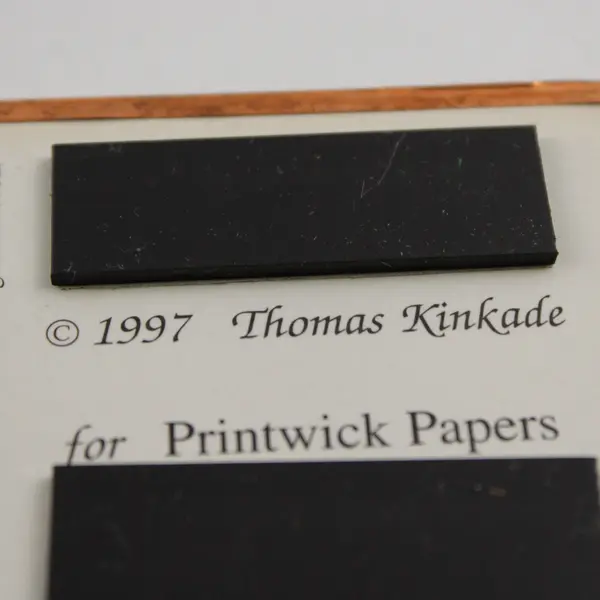 © 1997 Thomas Kinkade
for Printwick Papers